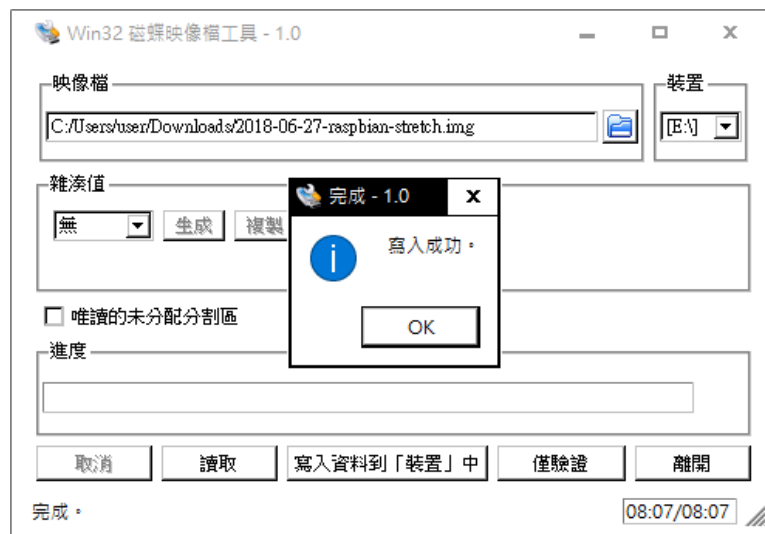 Win32 磁蝶映像檔工具 - 1.0
映像檔
裝置
C:/Users/user/Downloads/2018-06-27-raspbian-stretch.img
[E:\]
雜湊值
無
生成
複製
完成 - 1.0
x
寫入成功。
OK
唯讀的未分配分割區
進度
取消
讀取
寫入資料到「裝置」中
僅驗證
離開
完成。
08:07/08:07